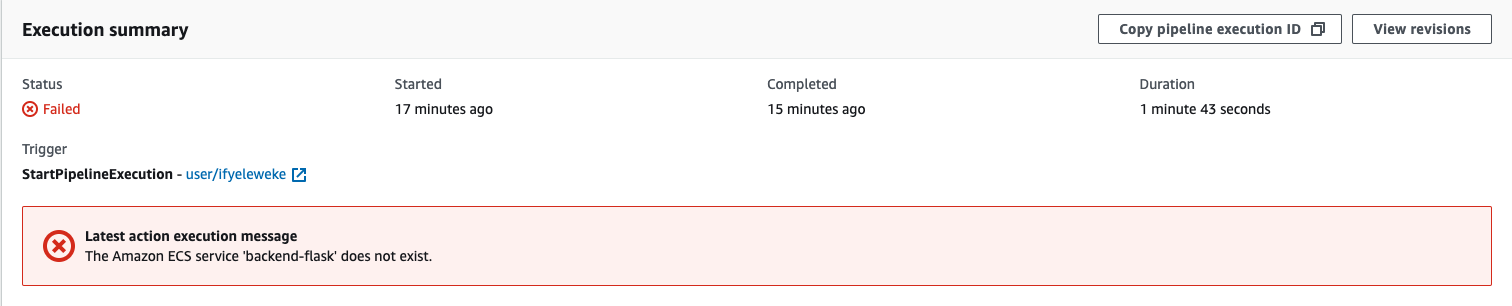 Execution summary
Copy pipeline execution ID
View revisions
Status
Started
Completed
Duration
Failed
17 minutes ago
15 minutes ago
1 minute 43 seconds
Trigger
StartPipelineExecution - user/ifyeleweke
Latest action execution message
The Amazon ECS service 'backend-flask' does not exist.